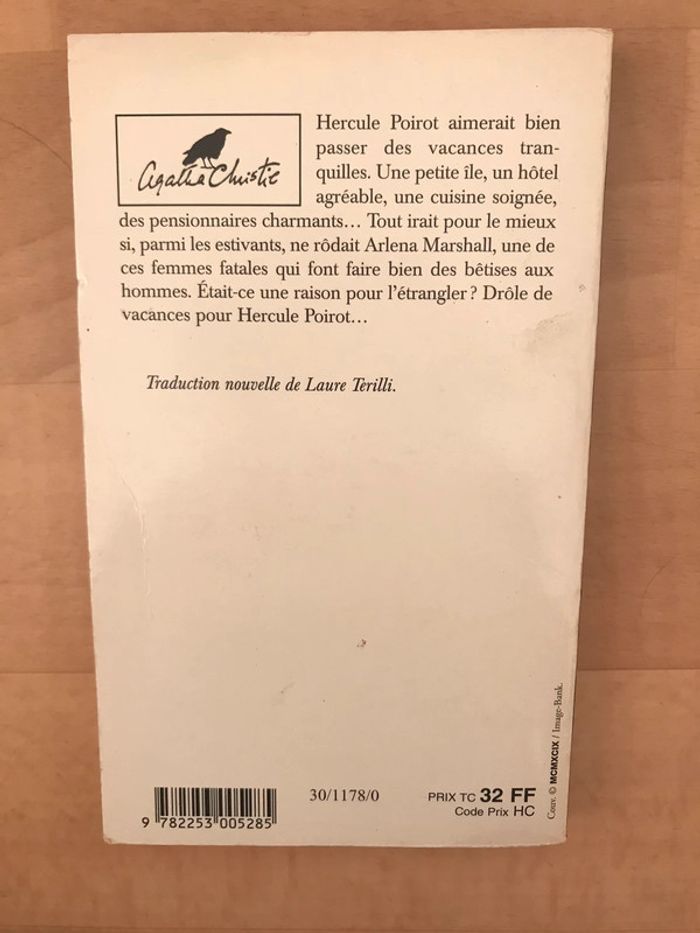 Agatha Christie
Hercule Poirot aimerait bien
passer des vacances tran-
quilles. Une petite île, un hôtel
agréable, une cuisine soignée,
des pensionnaires charmants… Tout irait pour le mieux
si, parmi les estivants, ne rôdait Arlena Marshall, une de
ces femmes fatales qui font faire bien des bêtises aux
hommes. Était-ce une raison pour l'étrangler ? Drôle de
vacances pour Hercule Poirot…
Traduction nouvelle de Laure Terilli.
9 782253 005285
30/1178/0
PRIX TC 32 FF
Code Prix HC
Couv. © MCMXCIX / Image-Bank.